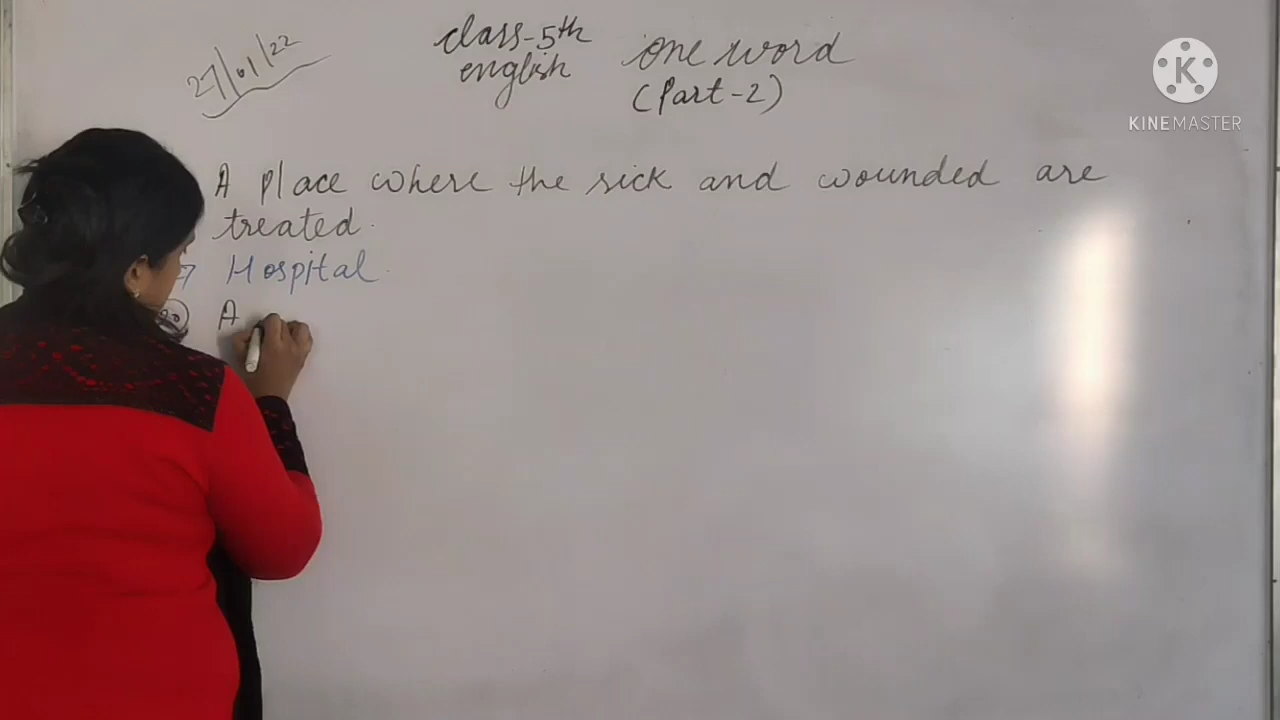 27/01/22
class-5th
english
one word
(Part-2)
K
KINEMASTER
A place where the sick and wounded are
treated.
→ Hospital.
20 A